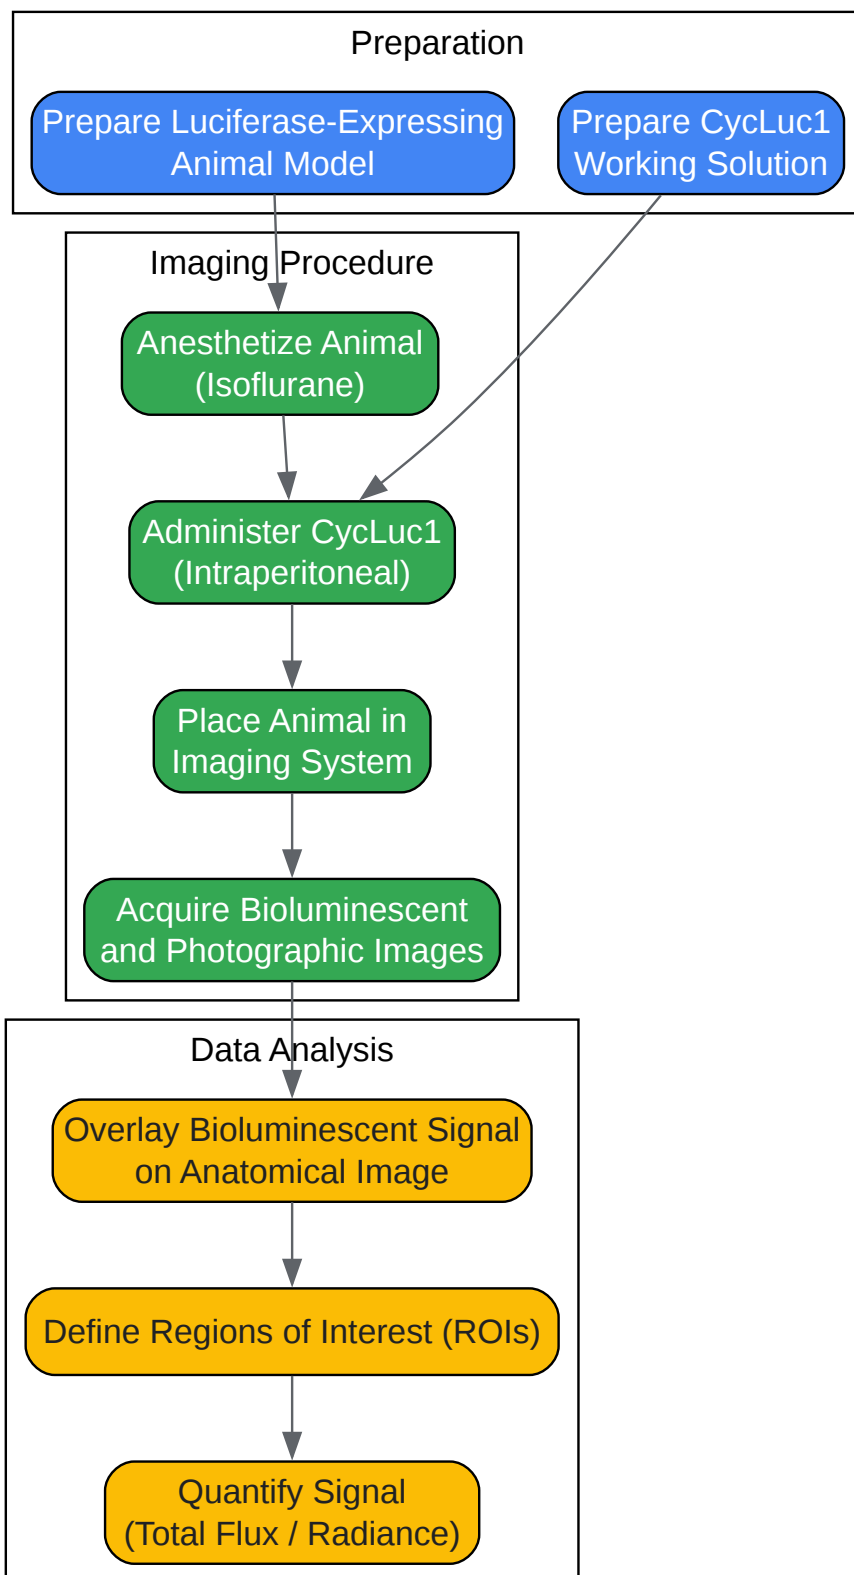 Preparation
Prepare Luciferase-Expressing
Animal Model
Prepare CycLuc1
Working Solution
Imaging Procedure
Anesthetize Animal
(Isoflurane)
Administer CycLuc1
(Intraperitoneal)
Place Animal in
Imaging System
Acquire Bioluminescent
and Photographic Images
Data Analysis
Overlay Bioluminescent Signal
on Anatomical Image
Define Regions of Interest (ROIs)
Quantify Signal
(Total Flux / Radiance)